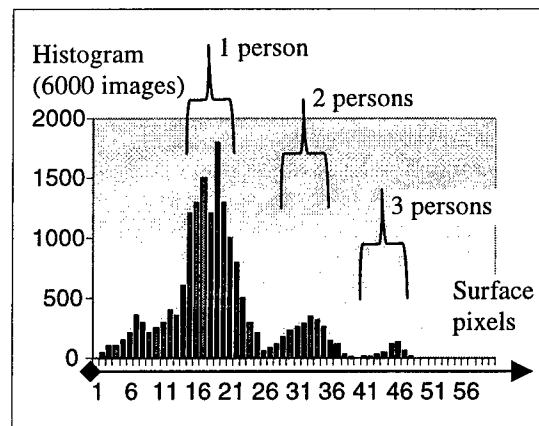 Histogram
(6000 images)
1 person
2 persons
3 persons
2000
1500
1000
500
0
Surface
pixels
1 6 11 16 21 26 31 36 41 46 51 56